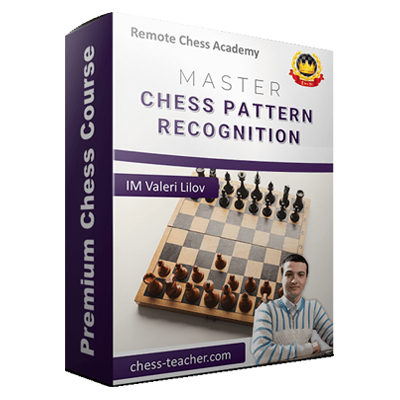 Premium Chess Course
Remote Chess Academy
MASTER
CHESS PATTERN
RECOGNITION
IM Valeri Lilov
chess-teacher.com